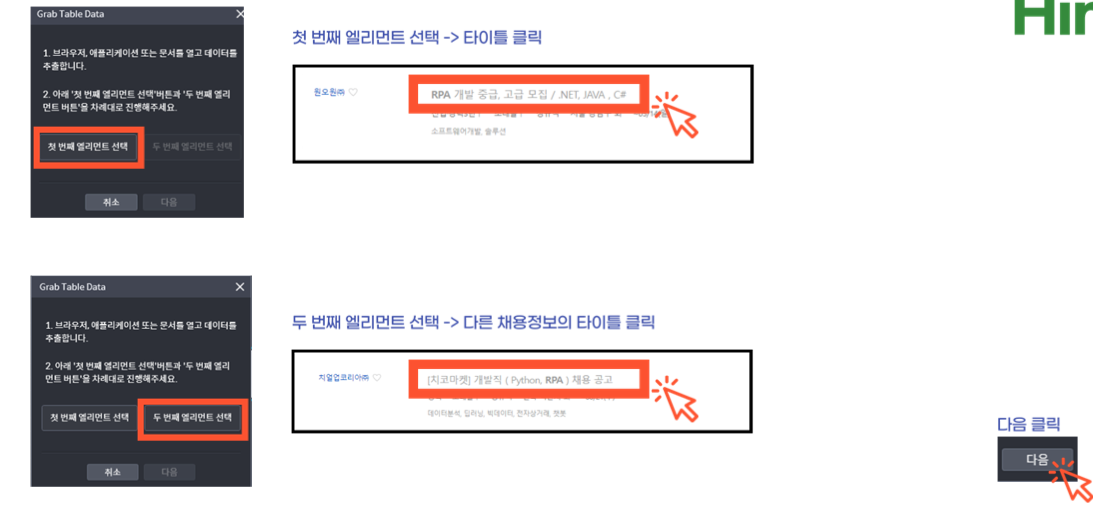 Hir
Grab Table Data
1. 브라우저, 애플리케이션 또는 문서를 열고 데이터를
추출합니다.
2. 아래 '첫 번째 엘리먼트 선택'버튼과 '두 번째 엘리
먼트 버튼'을 차례대로 진행해주세요.
첫 번째 엘리먼트 선택 두 번째 엘리먼트 선택
취소 다음
첫 번째 엘리먼트 선택 -> 타이틀 클릭
원오원㈜
RPA 개발 중급, 고급 모집 / .NET, JAVA , C#
소프트웨어개발, 솔루션
Grab Table Data
1. 브라우저, 애플리케이션 또는 문서를 열고 데이터를
추출합니다.
2. 아래 '첫 번째 엘리먼트 선택'버튼과 '두 번째 엘리
먼트 버튼'을 차례대로 진행해주세요.
첫 번째 엘리먼트 선택 두 번째 엘리먼트 선택
취소 다음
두 번째 엘리먼트 선택 -> 다른 채용정보의 타이틀 클릭
치얼업코리아㈜
[치코마켓] 개발직 ( Python, RPA ) 채용 공고
데이터분석, 딥러닝, 빅데이터, 전자상거래, 챗봇
다음 클릭
다음